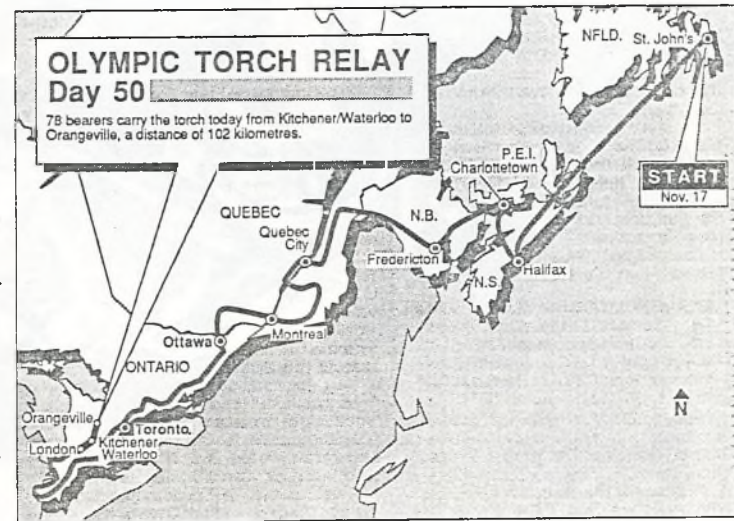 OLYMPIC TORCH RELAY
Day 50
78 bearers carry the torch today from Kitchener/Waterloo to
Orangeville, a distance of 102 kilometres.
NFLD.
St. John's
START
Nov. 17
P.E.I.
Charlottetown
N.B.
Fredericton
N.S.
Halifax
QUEBEC
Quebec
City
Montreal
Ottawa
ONTARIO
Orangeville
Toronto
London
Kitchener
Waterloo
N